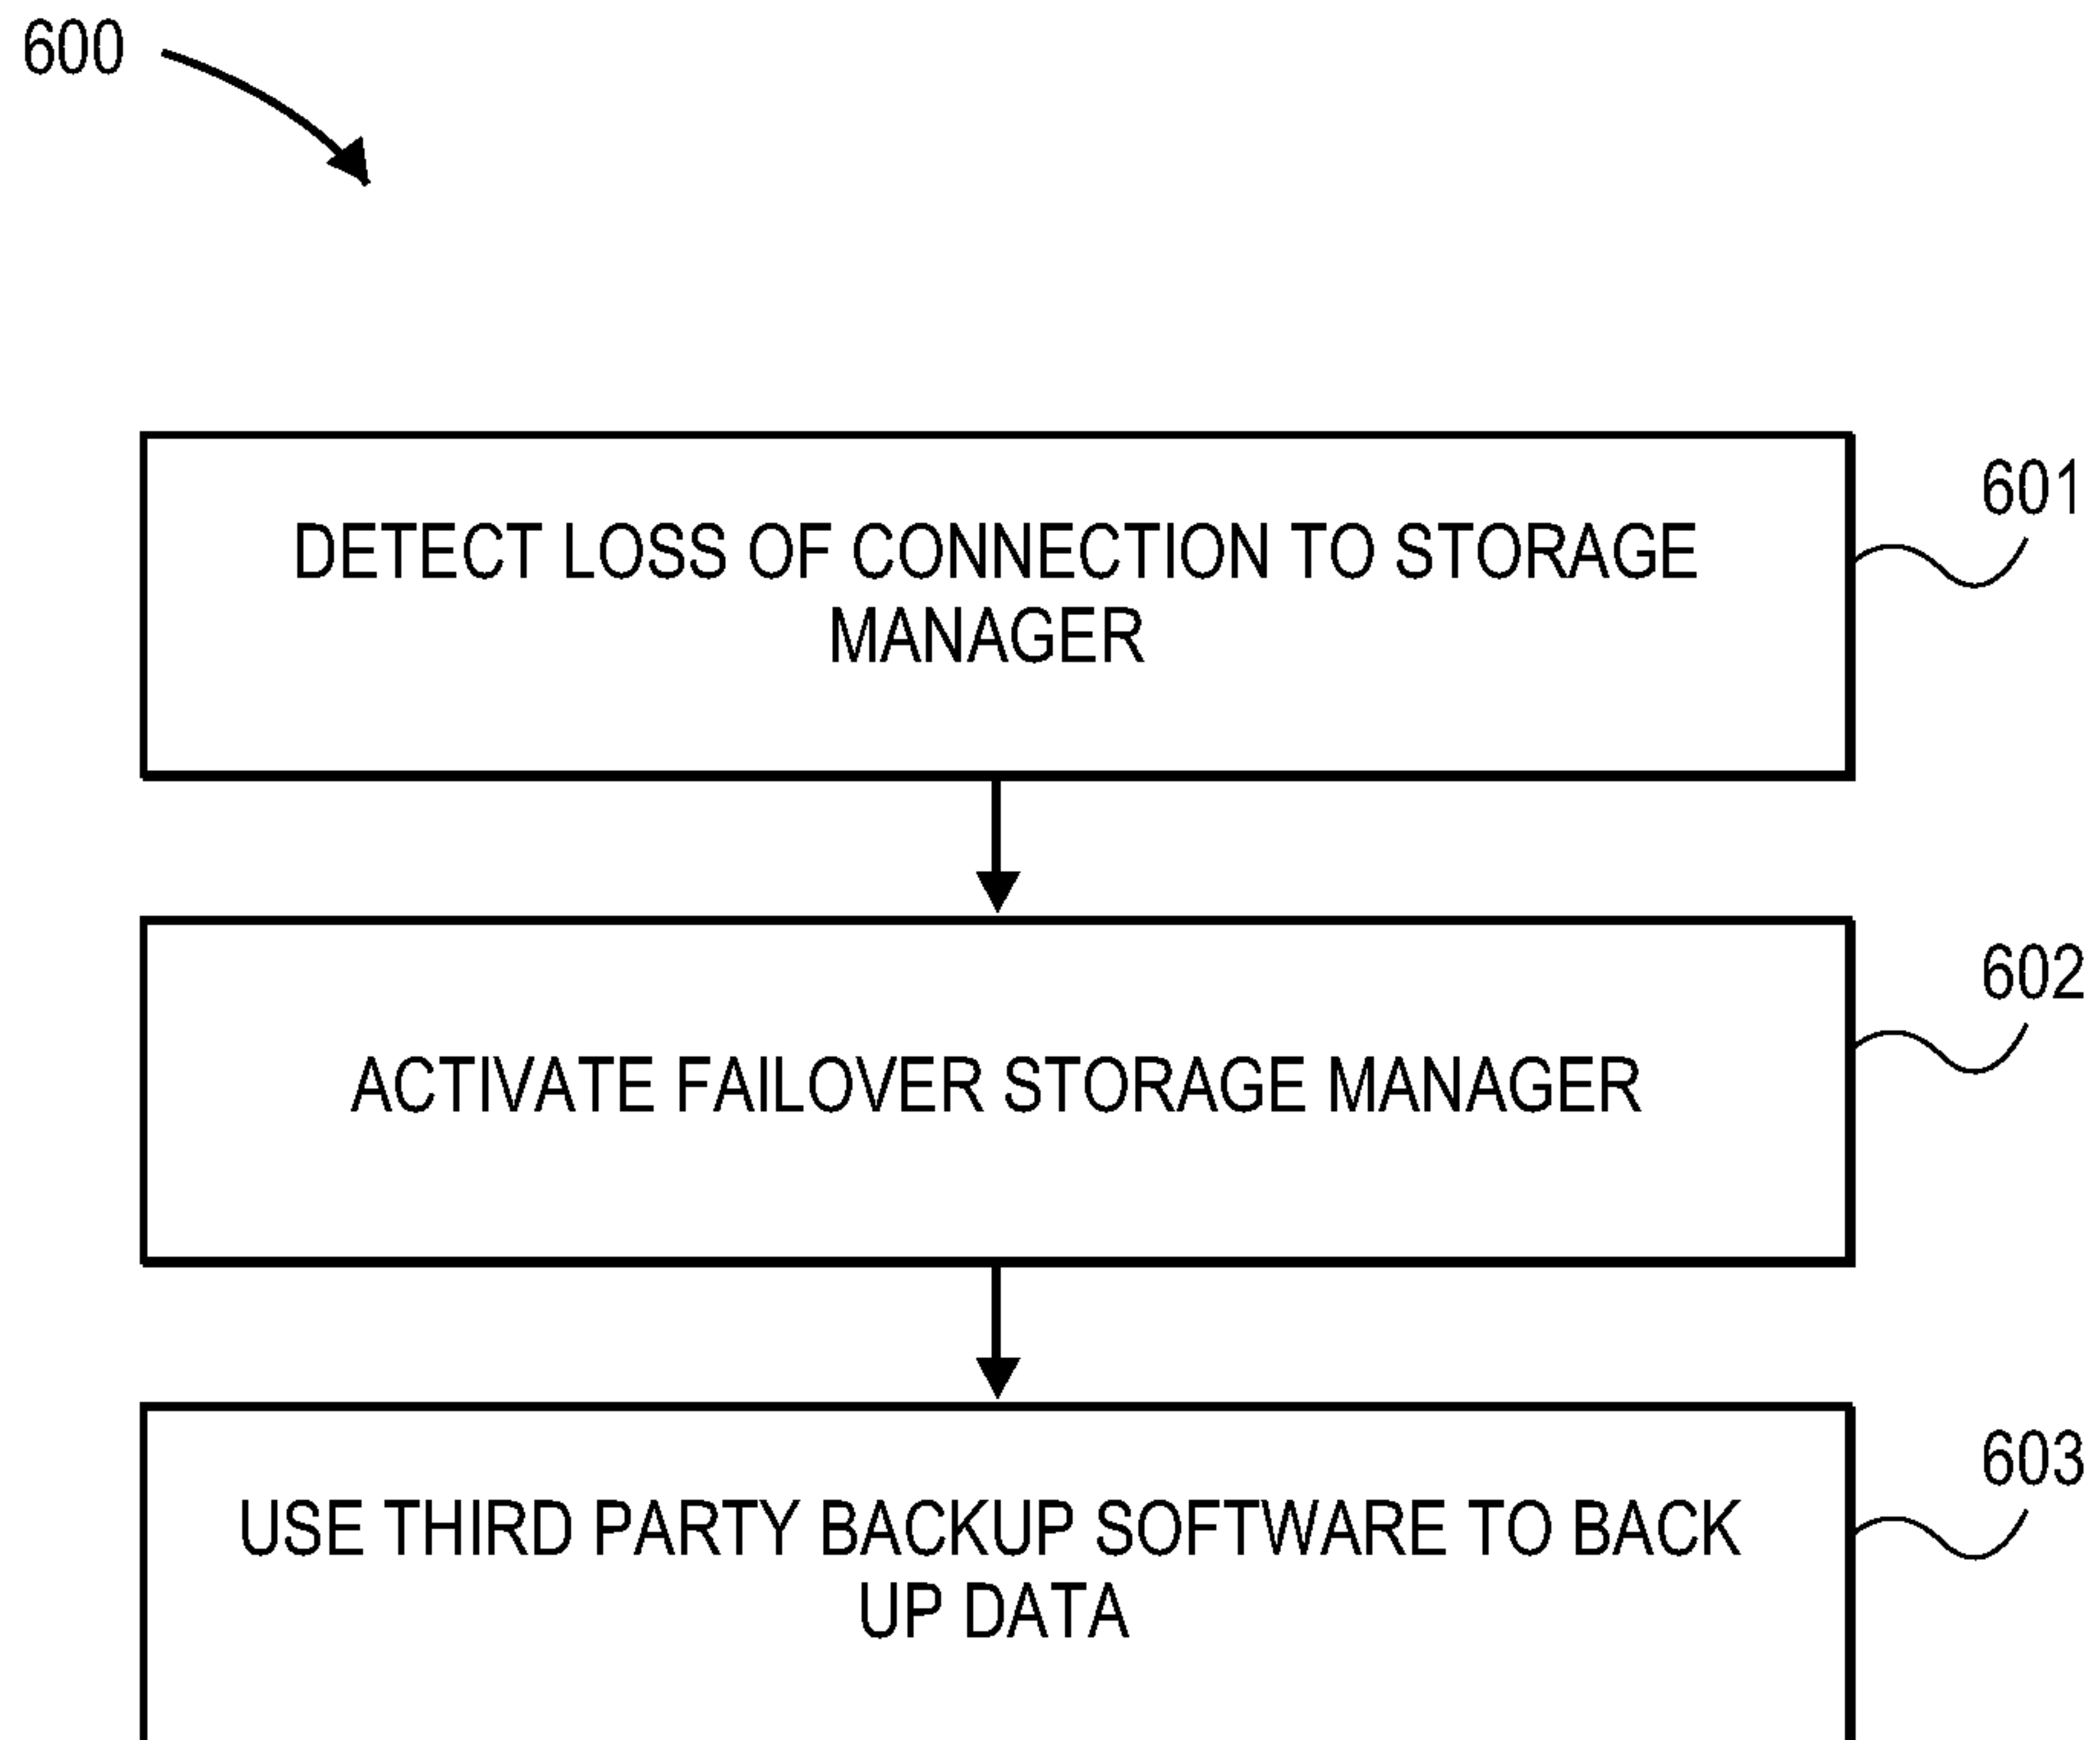 600
601
DETECT LOSS OF CONNECTION TO STORAGE
MANAGER
602
ACTIVATE FAILOVER STORAGE MANAGER
603
USE THIRD PARTY BACKUP SOFTWARE TO BACK
UP DATA